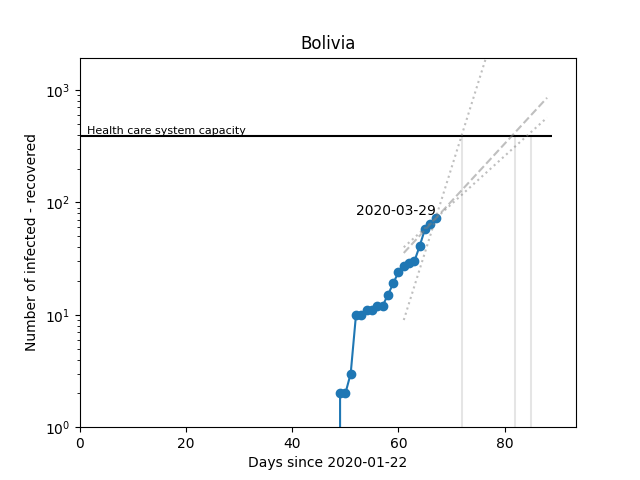 Bolivia
Number of infected - recovered
10^3
10^2
10^1
10^0
Health care system capacity
2020-03-29
0 20 40 60 80
Days since 2020-01-22